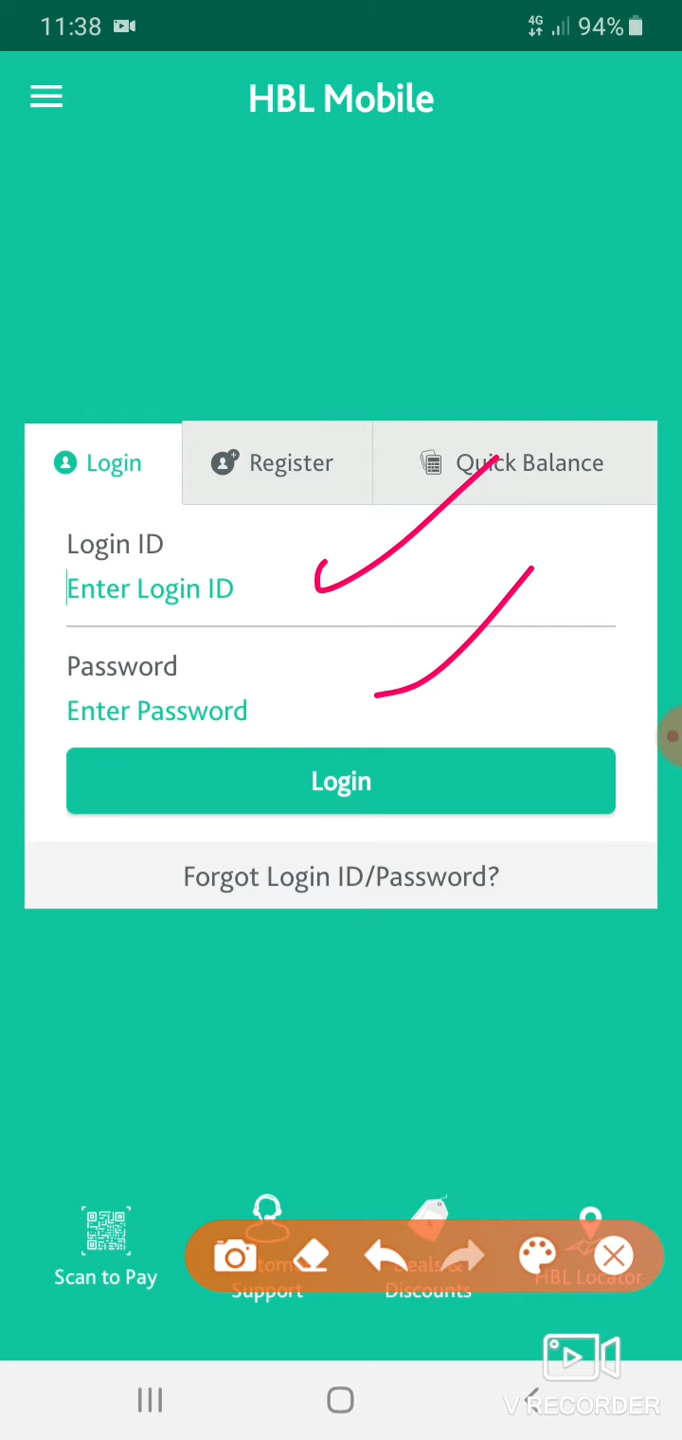 11:38
4G 94%
HBL Mobile
Login Register Quick Balance
Login ID
Enter Login ID
Password
Enter Password
Login
Forgot Login ID/Password?
Scan to Pay
Support
Deals &
Discounts
HBL Locator
V RECORDER